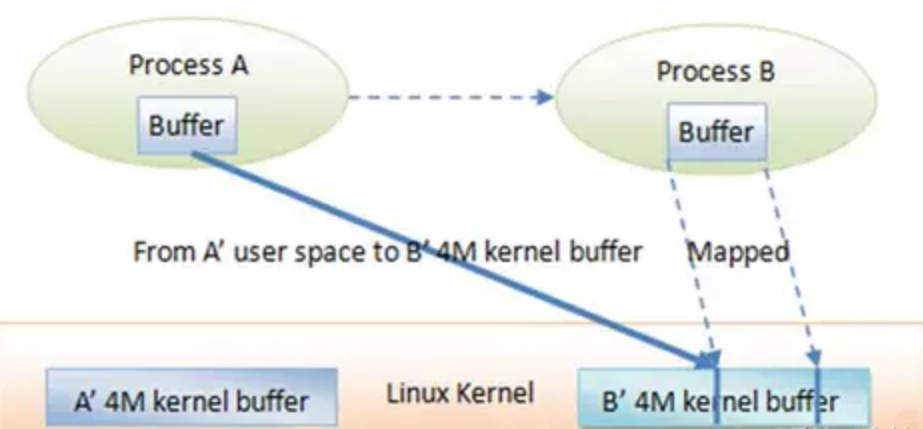 Process A
Process B
Buffer
Buffer
From A' user space to B' 4M kernel buffer
Mapped
A' 4M kernel buffer
Linux Kernel
B' 4M kernel buffer